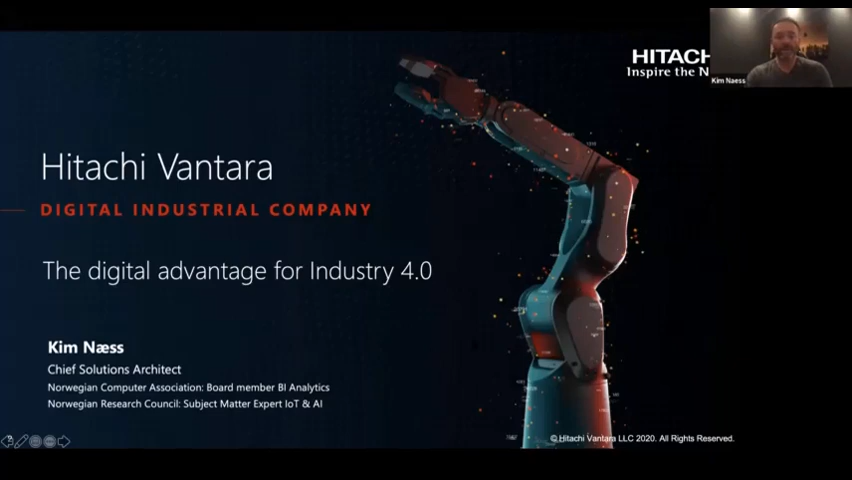 HITACH
Inspire the N
Kim Naess
Hitachi Vantara
DIGITAL INDUSTRIAL COMPANY
The digital advantage for Industry 4.0
Kim Næss
Chief Solutions Architect
Norwegian Computer Association: Board member BI Analytics
Norwegian Research Council: Subject Matter Expert IoT & AI
© Hitachi Vantara LLC 2020. All Rights Reserved.